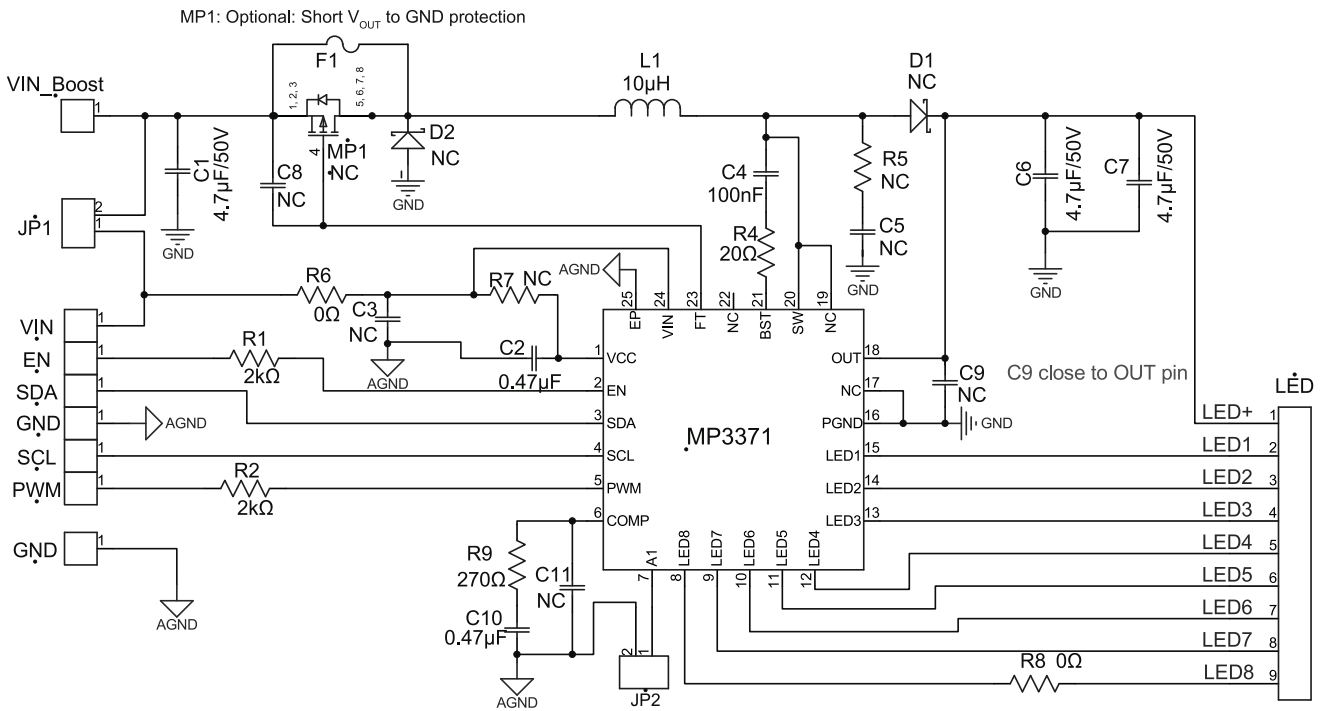 MP1: Optional: Short VOUT to GND protection
F1
L1
10µH
D1
NC
VIN_Boost
1
1, 2, 3
5, 6, 7, 8
4
MP1
NC
D2
NC
GND
C1
4.7µF/50V
GND
C8
NC
C4
100nF
R4
20Ω
R5
NC
C5
NC
GND
C6
4.7µF/50V
C7
4.7µF/50V
GND
JP1
2
1
R6
0Ω
C3
NC
AGND
R7 NC
C2
0.47µF
AGND
25
EP
24
VIN
23
FT
22
NC
21
BST
20
SW
19
NC
VIN
1
EN
1
SDA
1
GND
1
AGND
SCL
1
PWM
1
GND
1
AGND
R1
2kΩ
R2
2kΩ
1
VCC
2
EN
3
SDA
4
SCL
5
PWM
6
COMP
MP3371
OUT
18
NC
17
PGND
16
LED1
15
LED2
14
LED3
13
C9
NC
GND
C9 close to OUT pin
A1
7
LED8
8
LED7
9
LED6
10
LED5
11
LED4
12
R9
270Ω
C10
0.47µF
C11
NC
AGND
2
1
JP2
R8 0Ω
LED
LED+
1
LED1
2
LED2
3
LED3
4
LED4
5
LED5
6
LED6
7
LED7
8
LED8
9